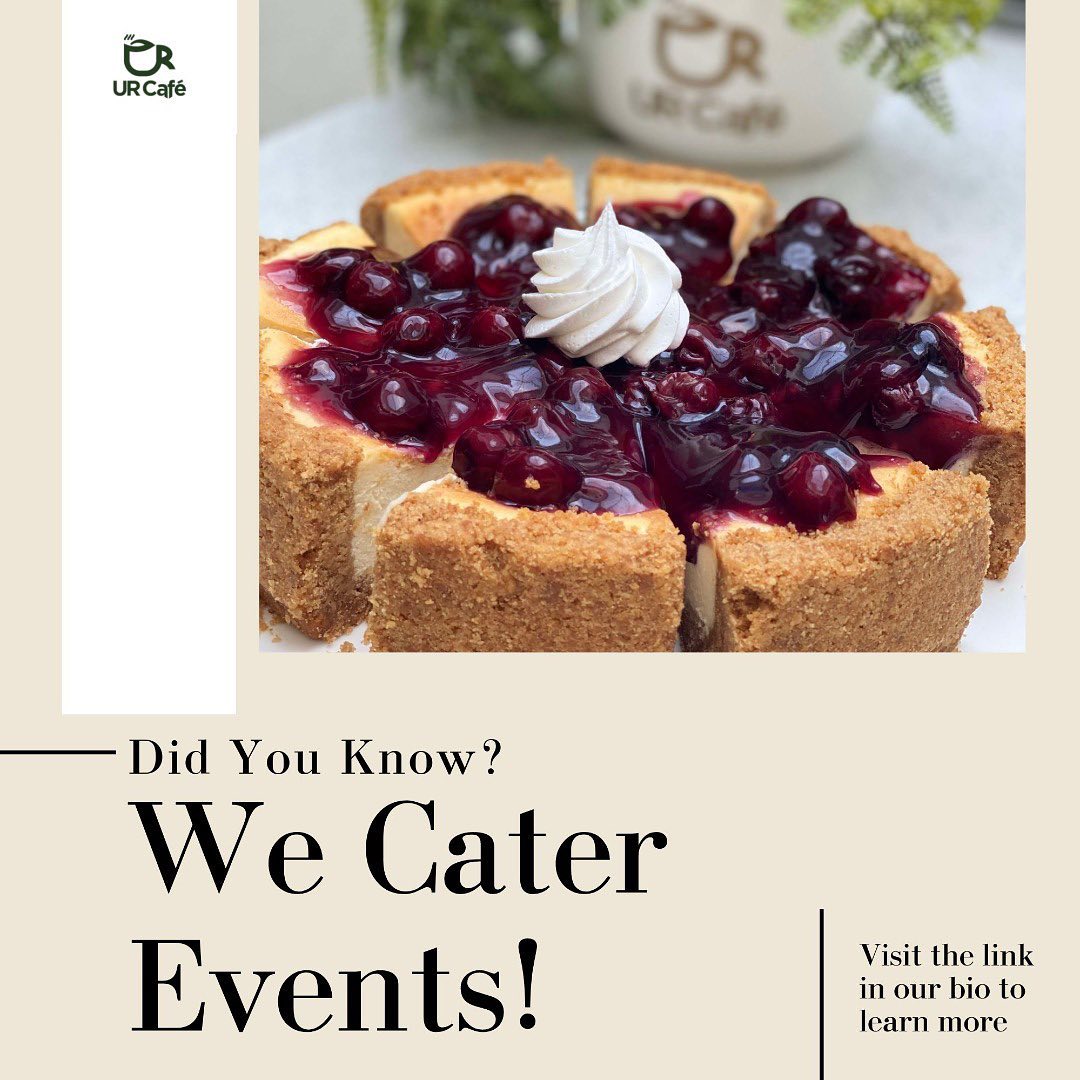 UR Café
UR Café
Did You Know?
We Cater
Events!
Visit the link
in our bio to
learn more